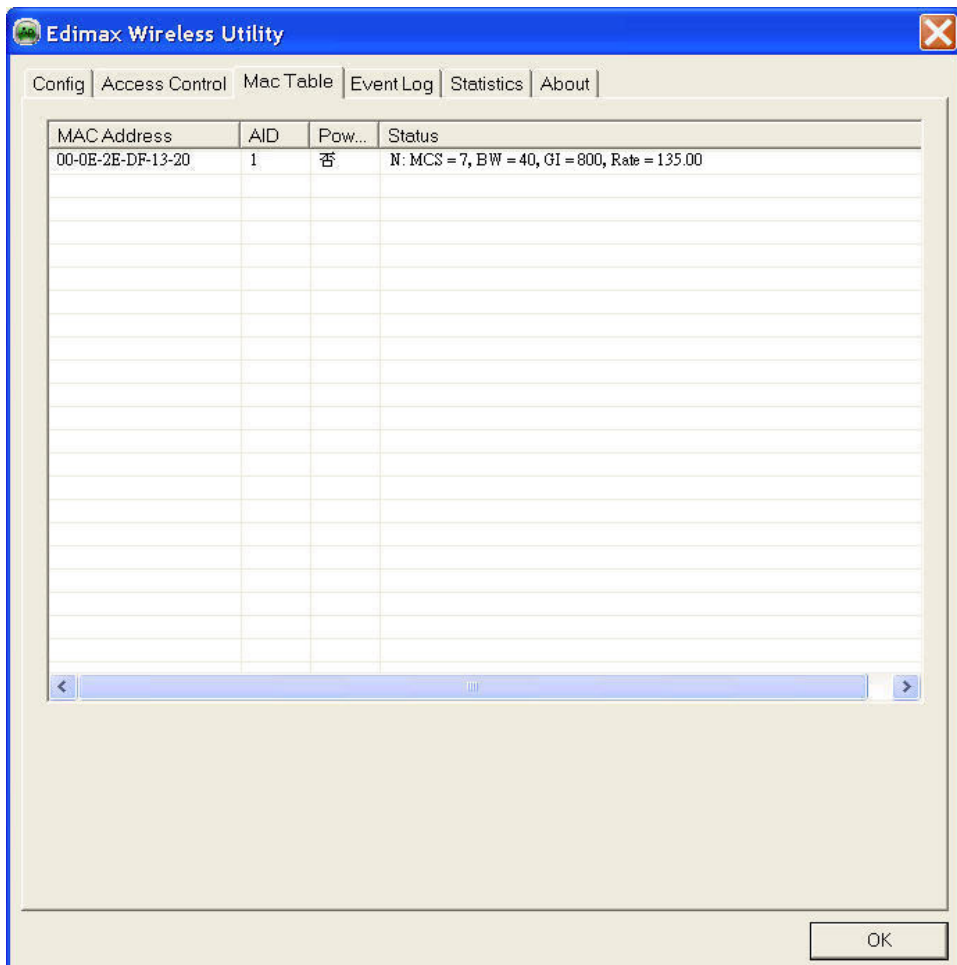 Edimax Wireless Utility
Config Access Control Mac Table Event Log Statistics About
MAC Address AID Pow... Status
00-0E-2E-DF-13-20 1 否 N: MCS = 7, BW = 40, GI = 800, Rate = 135.00
OK